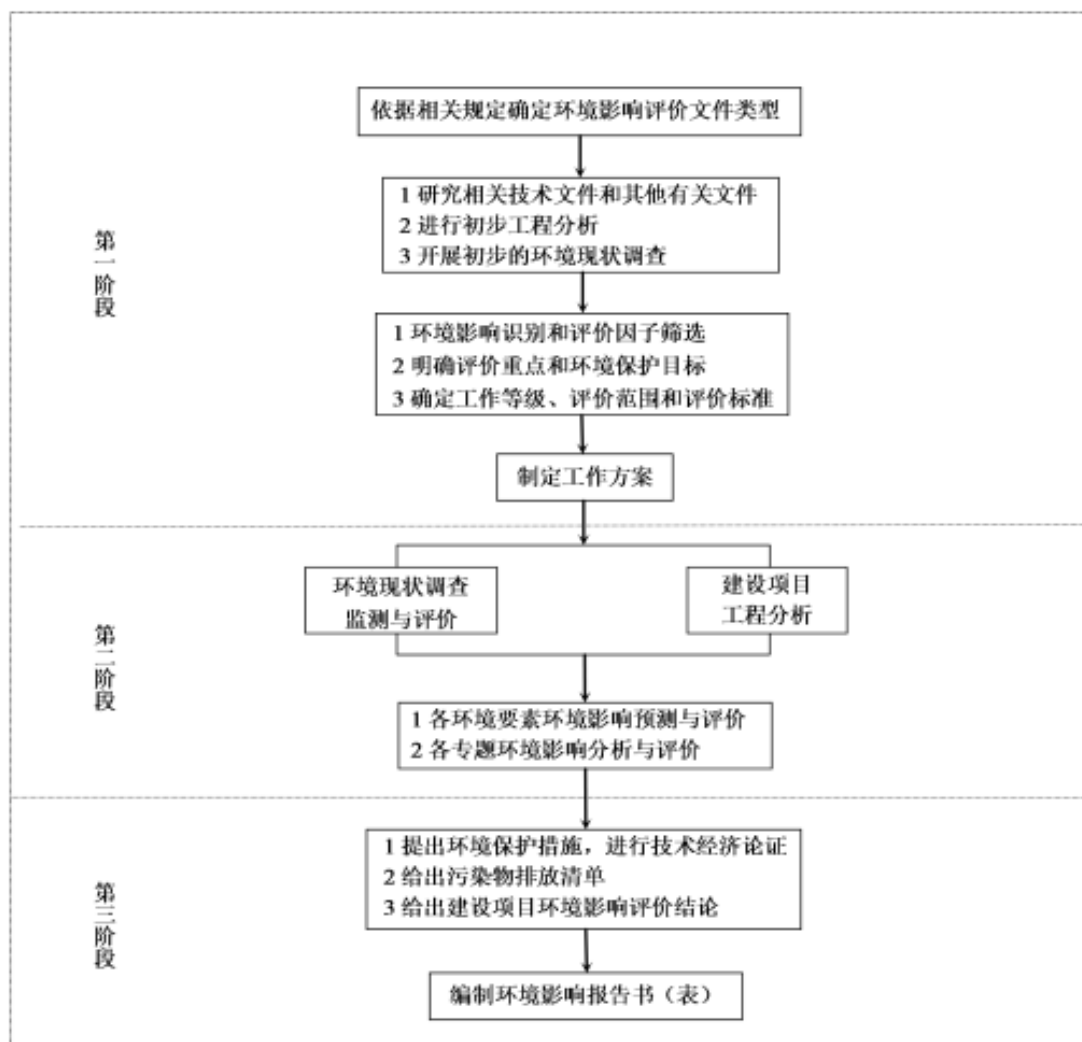 依据相关规定确定环境影响评价文件类型
1 研究相关技术文件和其他有关文件
2 进行初步工程分析
3 开展初步的环境现状调查
第一阶段
1 环境影响识别和评价因子筛选
2 明确评价重点和环境保护目标
3 确定工作等级、评价范围和评价标准
制定工作方案
环境现状调查
监测与评价
建设项目
工程分析
第二阶段
1 各环境要素环境影响预测与评价
2 各专题环境影响分析与评价
1 提出环境保护措施，进行技术经济论证
2 给出污染物排放清单
3 给出建设项目环境影响评价结论
第三阶段
编制环境影响报告书（表）